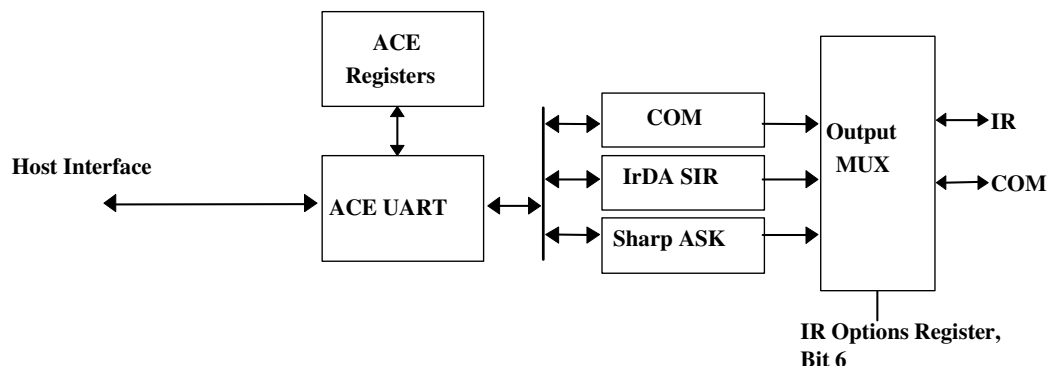 ACE
Registers
COM
Output
MUX
IR
Host Interface
IrDA SIR
COM
ACE UART
Sharp ASK
IR Options Register,
Bit 6